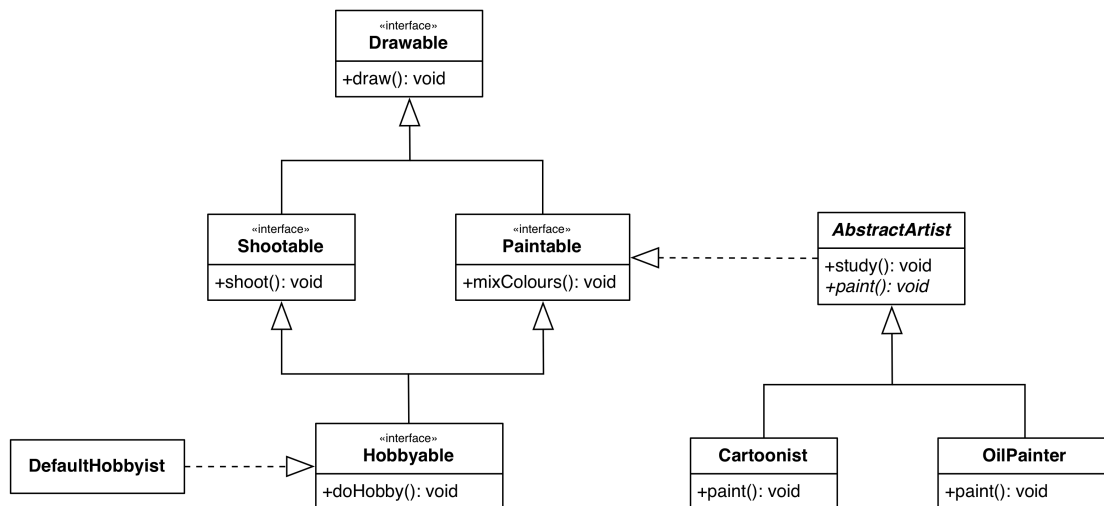 «interface»
Drawable
+draw(): void
«interface»
Shootable
+shoot(): void
«interface»
Paintable
+mixColours(): void
AbstractArtist
+study(): void
+paint(): void
DefaultHobbyist
«interface»
Hobbyable
+doHobby(): void
Cartoonist
+paint(): void
OilPainter
+paint(): void